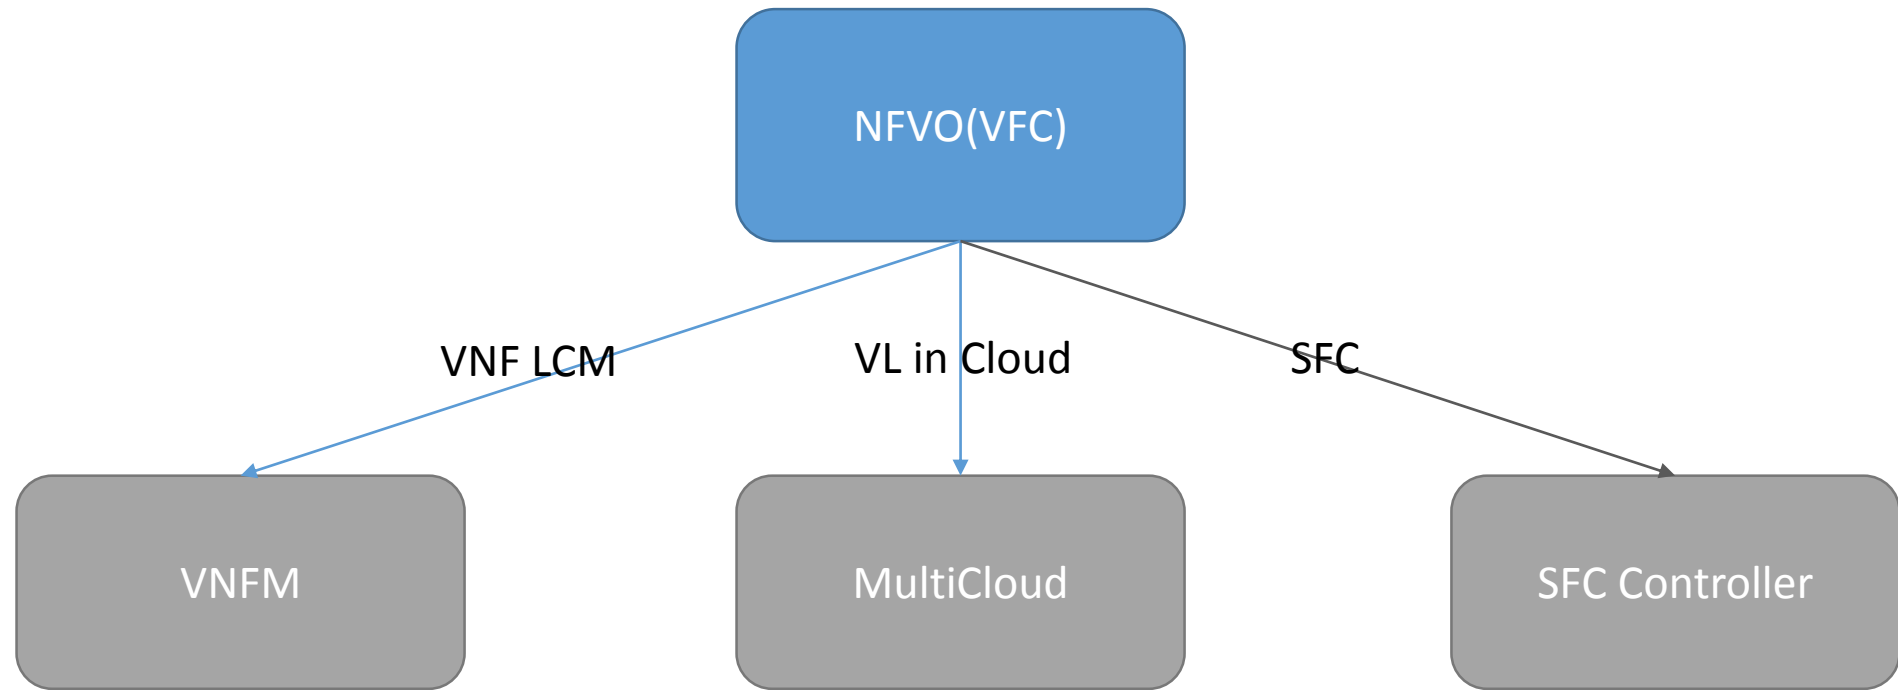 NFVO(VFC)
VNF LCM
VL in Cloud
SFC
VNFM
MultiCloud
SFC Controller